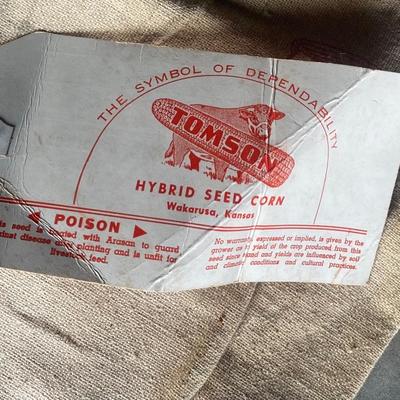 THE SYMBOL OF DEPENDABILITY
TOMSON
HYBRID SEED CORN
Wakarusa, Kansas
POISON
is seed is treated with Arasan to guard
inst disease after planting and is unfit for
livestock feed.
No warranty, expressed or implied, is given by the
grower as to yield of the crop produced from this
seed since stand and yields are influenced by soil
and climatic conditions and cultural practices.